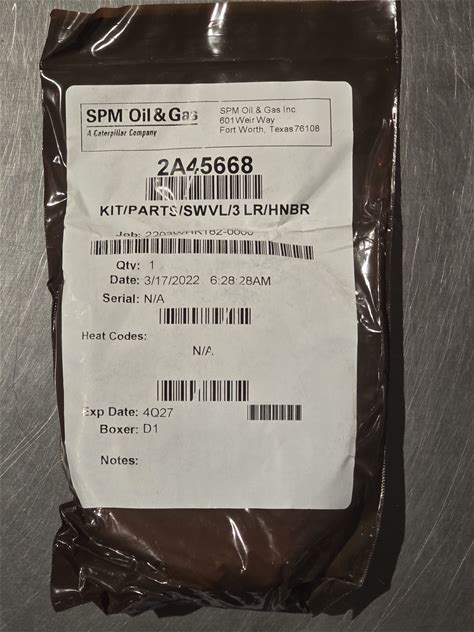 SPM Oil & Gas
A Caterpillar Company
SPM Oil & Gas Inc.
601 Weir Way
Fort Worth, Texas 76108
2A45668
KIT/PARTS/SWVL/3 LR/HNBR
Job:
Qty: 1
Date: 3/17/2022 6:28:28AM
Serial: N/A
Heat Codes:
N/A
Exp Date: 4Q27
Boxer: D1
Notes: